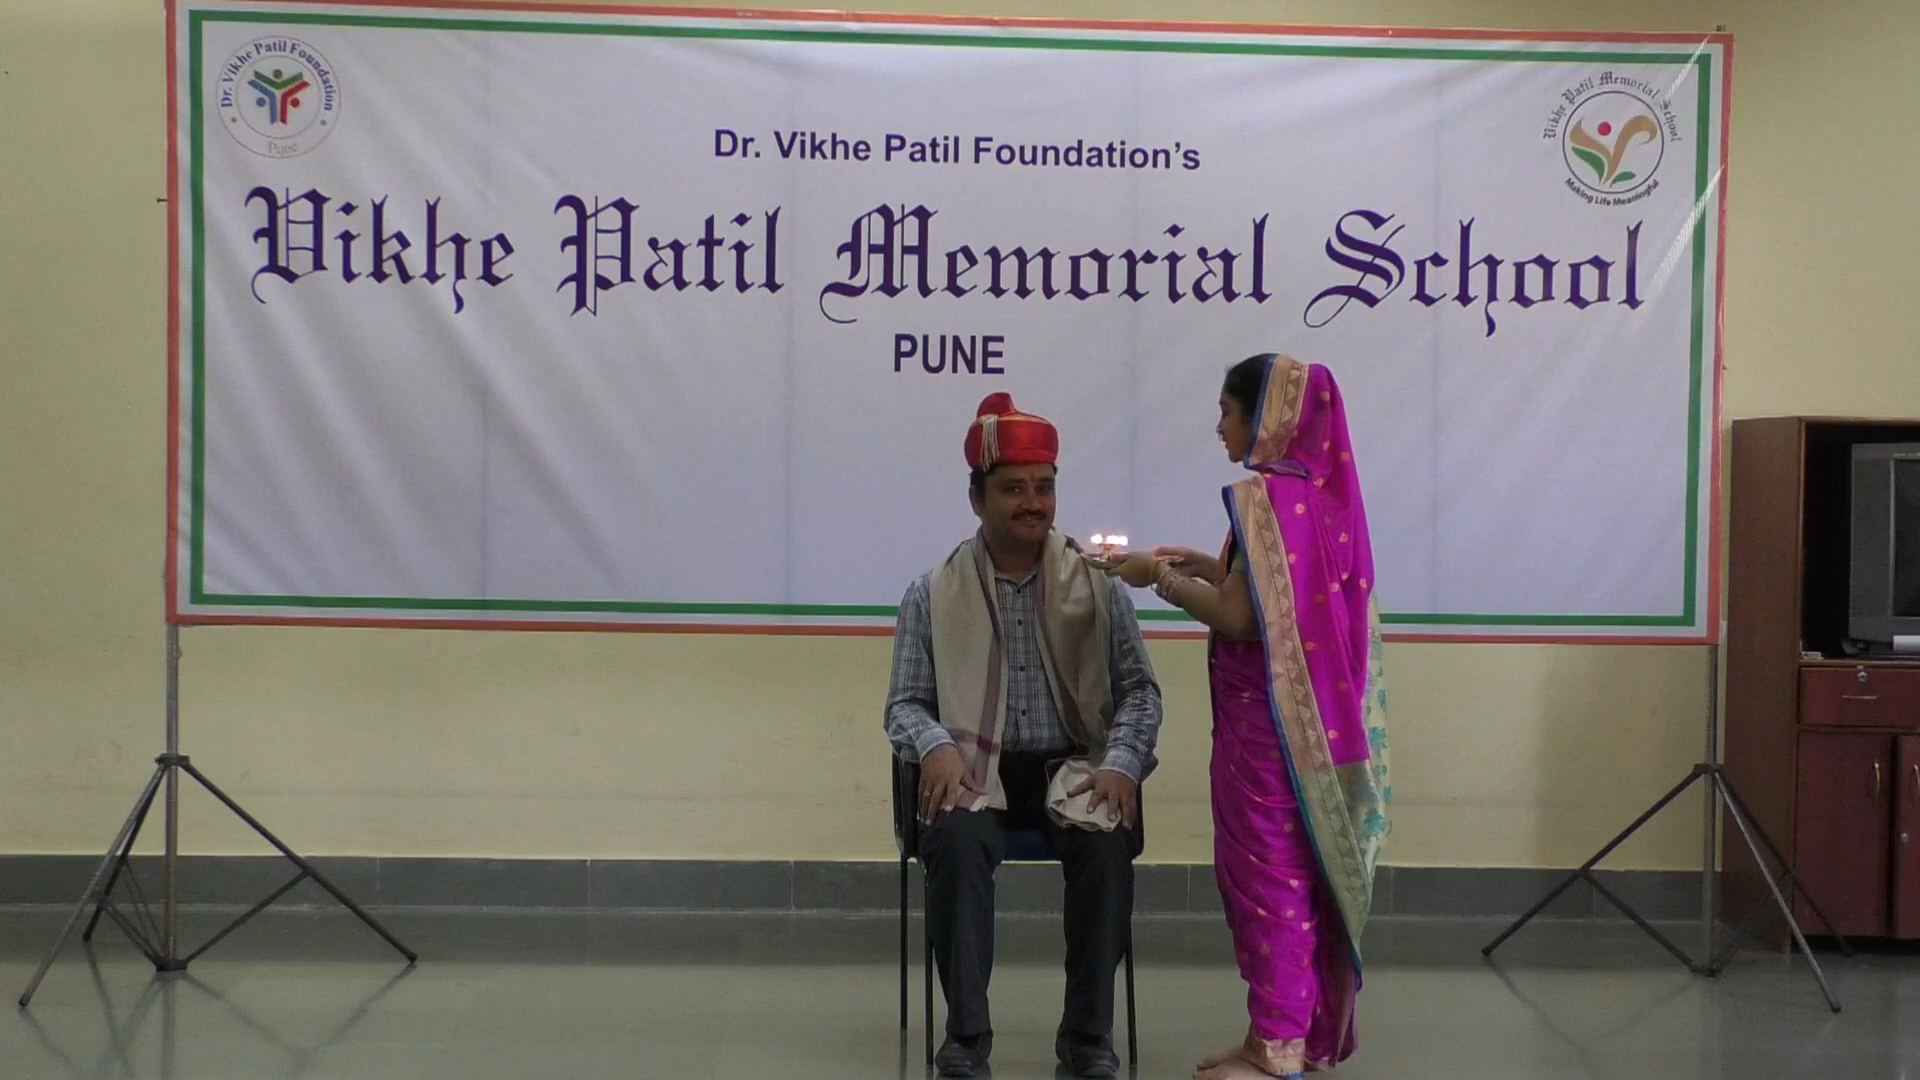 Dr. Vikhe Patil Foundation
Pune
Vikhe Patil Memorial School
Making Life Meaningful
Dr. Vikhe Patil Foundation's
Vikhe Patil Memorial School
PUNE